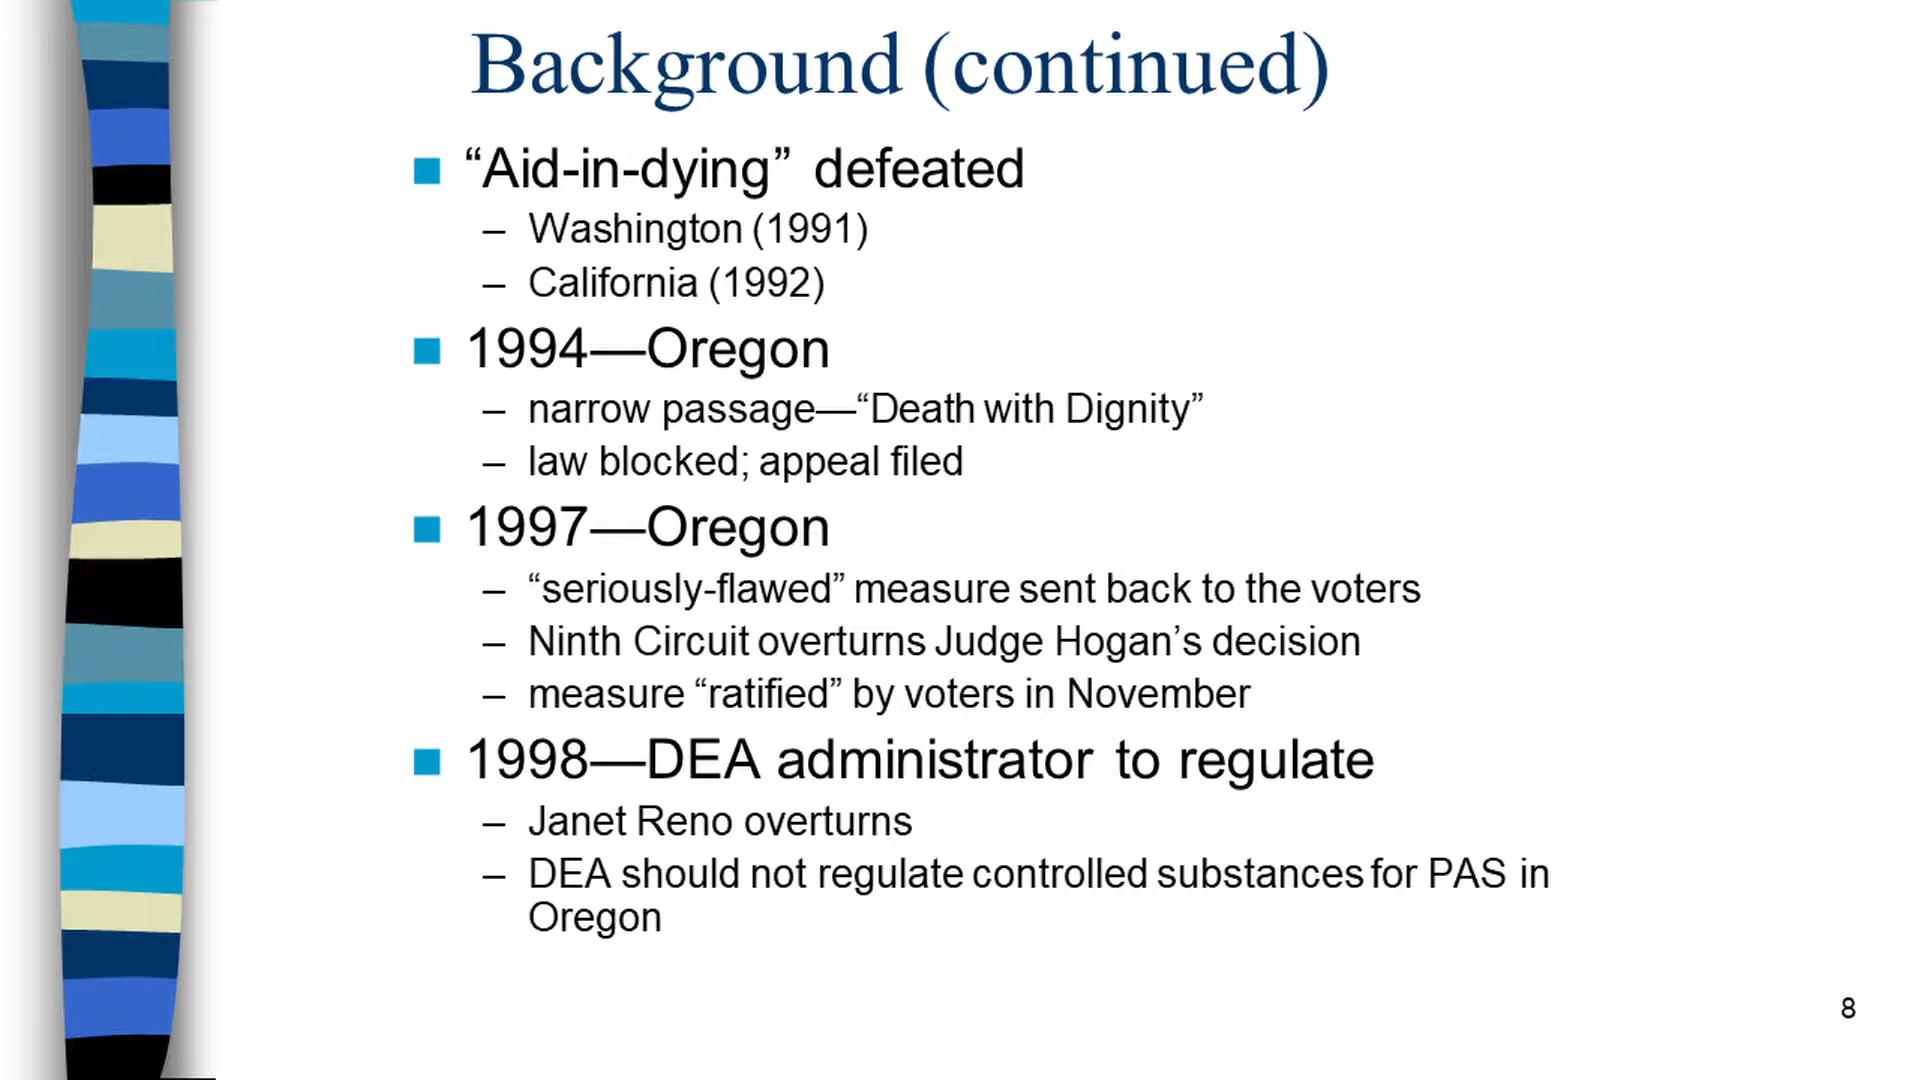 Background (continued)
“Aid-in-dying” defeated
– Washington (1991)
– California (1992)
1994—Oregon
– narrow passage—“Death with Dignity”
– law blocked; appeal filed
1997—Oregon
– “seriously-flawed” measure sent back to the voters
– Ninth Circuit overturns Judge Hogan’s decision
– measure “ratified” by voters in November
1998—DEA administrator to regulate
– Janet Reno overturns
– DEA should not regulate controlled substances for PAS in
Oregon
8